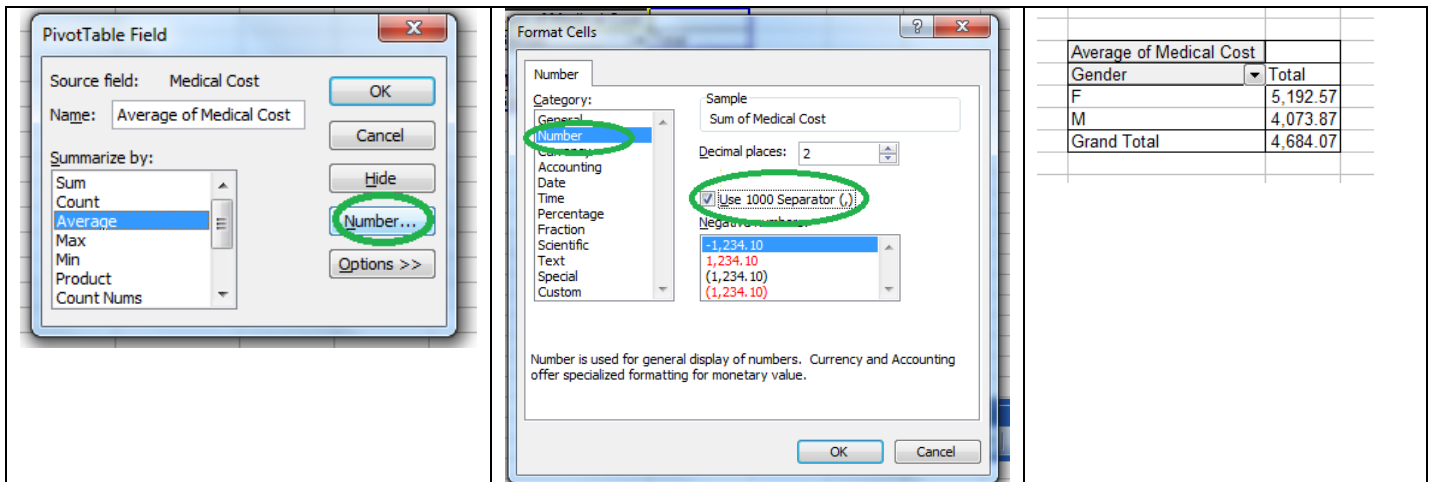 PivotTable Field
Source field: Medical Cost
Name: Average of Medical Cost
Summarize by:
Sum
Count
Average
Max
Min
Product
Count Nums
OK
Cancel
Hide
Number...
Options >>
Format Cells
Number
Category:
General
Number
Currency
Accounting
Date
Time
Percentage
Fraction
Scientific
Text
Special
Custom
Sample
Sum of Medical Cost
Decimal places: 2
Use 1000 Separator (,)
Negative numbers:
-1,234.10
1,234.10
(1,234.10)
(1,234.10)
Number is used for general display of numbers. Currency and Accounting
offer specialized formatting for monetary value.
OK Cancel
Average of Medical Cost
Gender Total
F 5,192.57
M 4,073.87
Grand Total 4,684.07